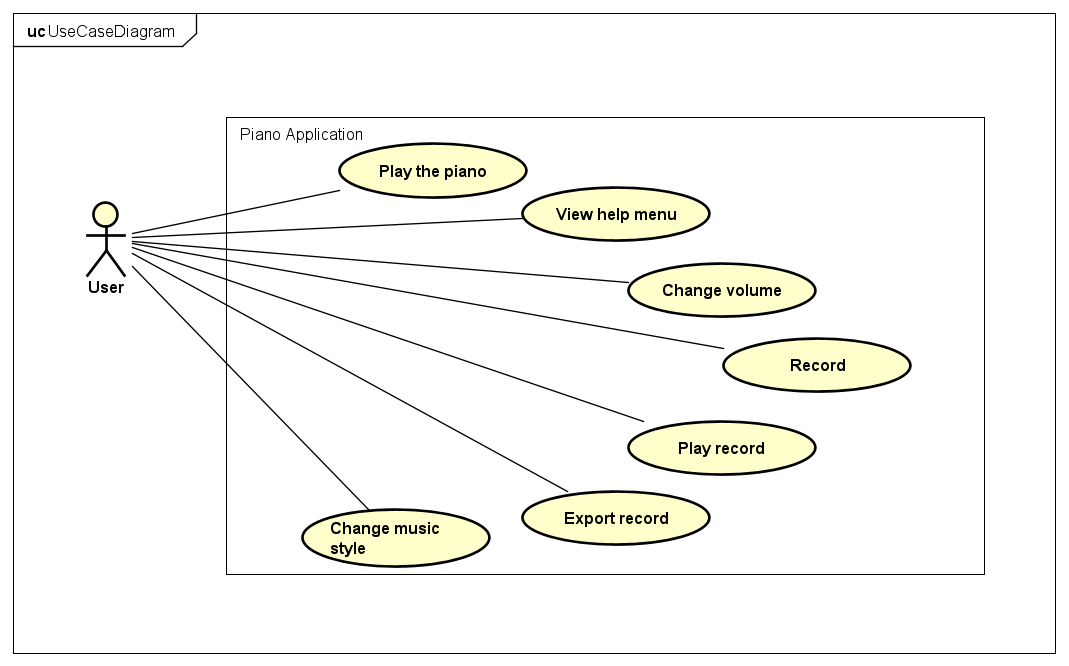 uc UseCaseDiagram
Piano Application
Play the piano
View help menu
Change volume
User
Record
Play record
Export record
Change music
style